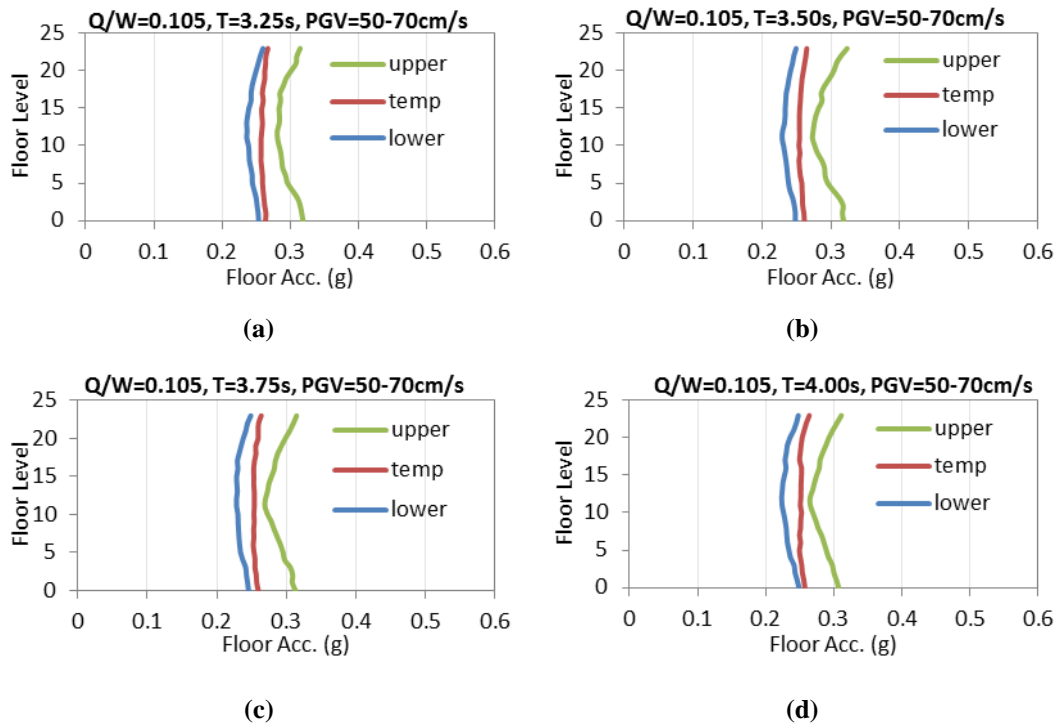 Q/W=0.105, T=3.25s, PGV=50-70cm/s
Floor Level
25
20
15
10
5
0
upper
temp
lower
0 0.1 0.2 0.3 0.4 0.5 0.6
Floor Acc. (g)
(a)
Q/W=0.105, T=3.50s, PGV=50-70cm/s
Floor Level
25
20
15
10
5
0
upper
temp
lower
0 0.1 0.2 0.3 0.4 0.5 0.6
Floor Acc. (g)
(b)
Q/W=0.105, T=3.75s, PGV=50-70cm/s
Floor Level
25
20
15
10
5
0
upper
temp
lower
0 0.1 0.2 0.3 0.4 0.5 0.6
Floor Acc. (g)
(c)
Q/W=0.105, T=4.00s, PGV=50-70cm/s
Floor Level
25
20
15
10
5
0
upper
temp
lower
0 0.1 0.2 0.3 0.4 0.5 0.6
Floor Acc. (g)
(d)